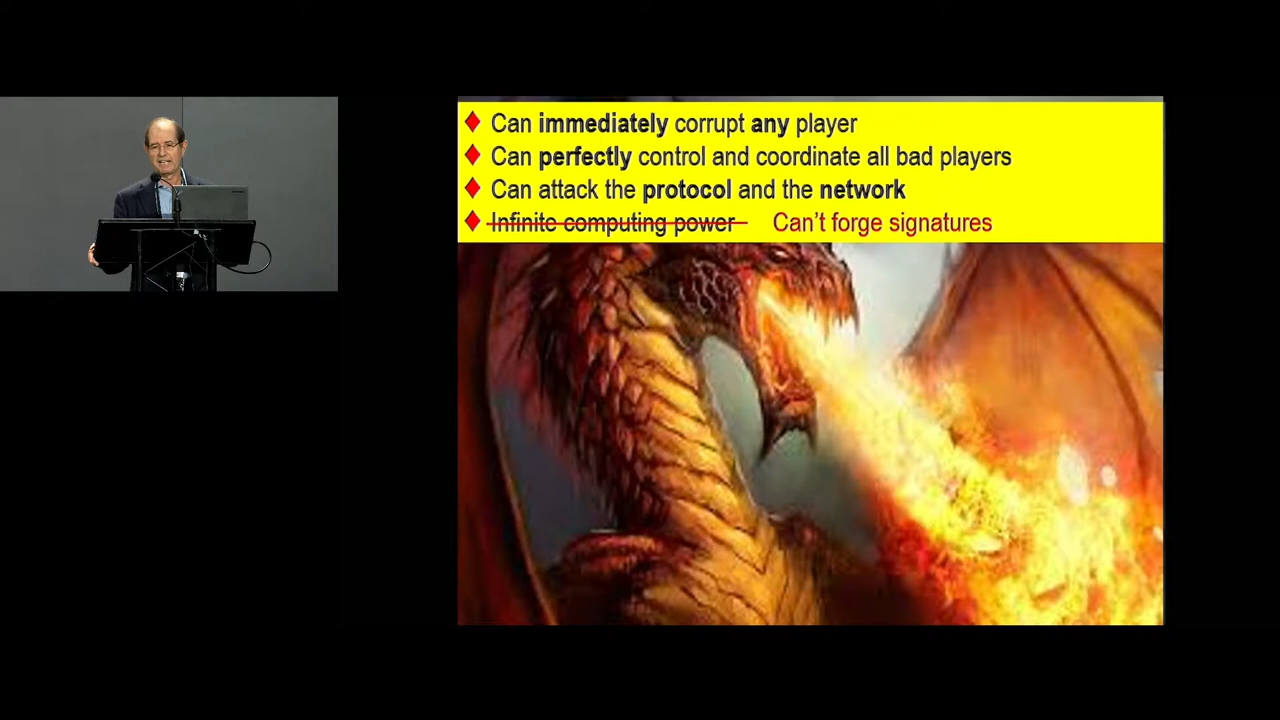 Can immediately corrupt any player
Can perfectly control and coordinate all bad players
Can attack the protocol and the network
Infinite computing power Can't forge signatures